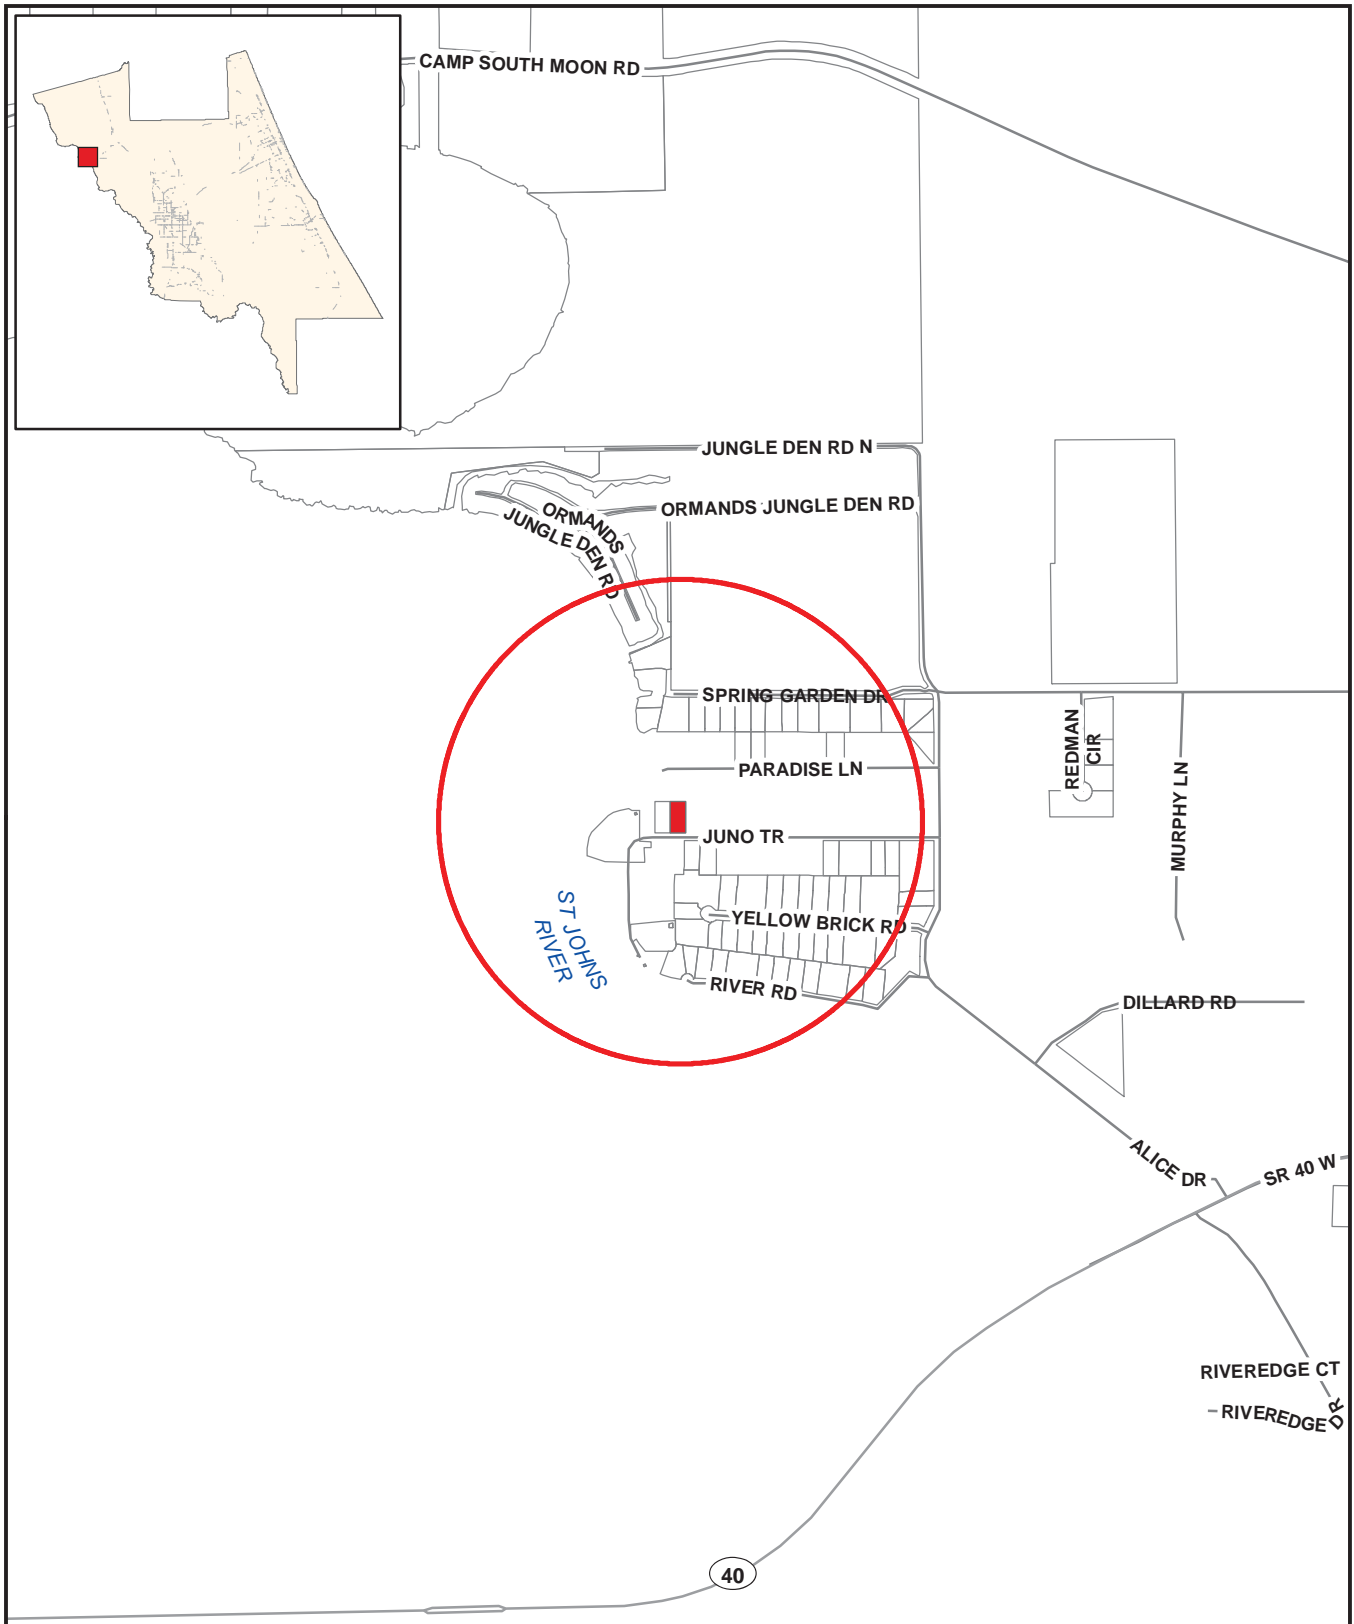 CAMP SOUTH MOON RD
JUNGLE DEN RD N
ORMANDS JUNGLE DEN RD
ORMANDS
JUNGLE DEN RD
SPRING GARDEN DR
REDMAN
CIR
PARADISE LN
MURPHY LN
JUNO TR
ST JOHNS
RIVER
YELLOW BRICK RD
RIVER RD
DILLARD RD
ALICE DR
SR 40 W
RIVEREDGE CT
RIVEREDGE DR
40